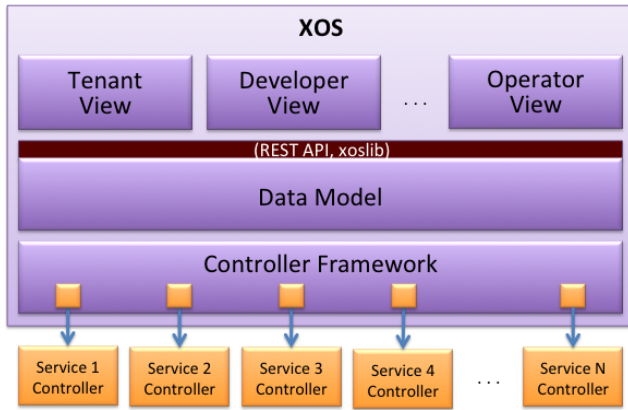 XOS
Tenant
View
Developer
View
. . .
Operator
View
(REST API, xoslib)
Data Model
Controller Framework
Service 1
Controller
Service 2
Controller
Service 3
Controller
Service 4
Controller
. . .
Service N
Controller